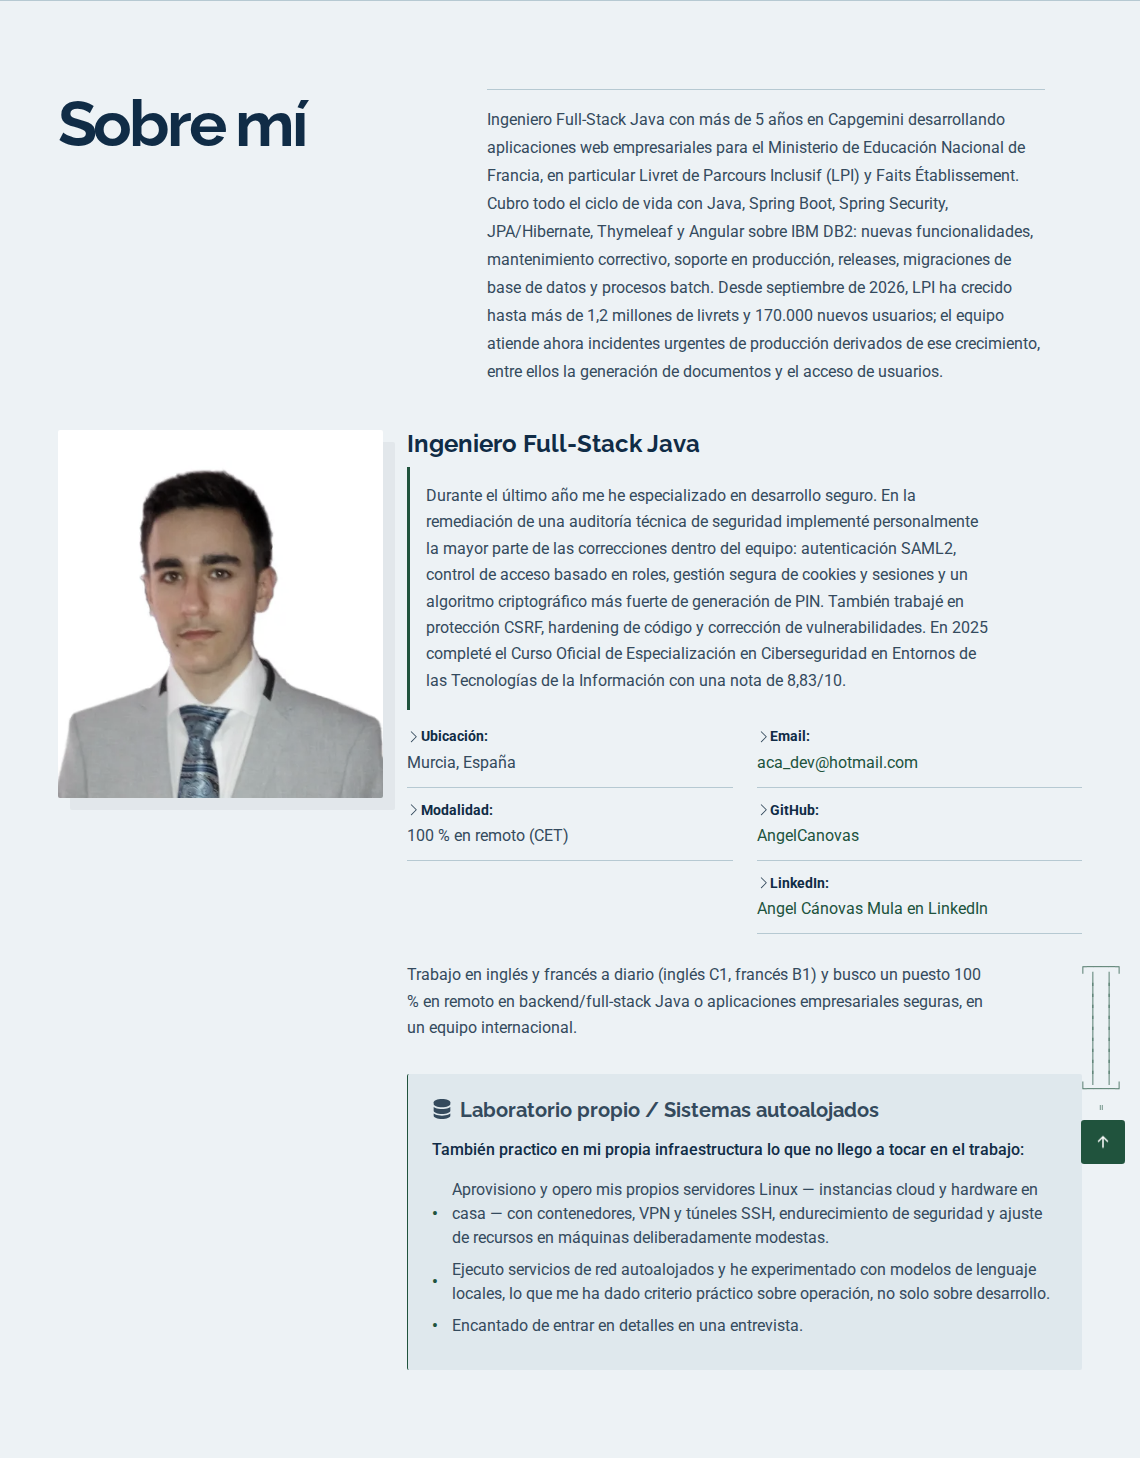 Sobre mí
Ingeniero Full-Stack Java con más de 5 años en Capgemini desarrollando
aplicaciones web empresariales para el Ministerio de Educación Nacional de
Francia, en particular Livret de Parcours Inclusif (LPI) y Faits Établissement.
Cubro todo el ciclo de vida con Java, Spring Boot, Spring Security,
JPA/Hibernate, Thymeleaf y Angular sobre IBM DB2: nuevas funcionalidades,
mantenimiento correctivo, soporte en producción, releases, migraciones de
base de datos y procesos batch. Desde septiembre de 2026, LPI ha crecido
hasta más de 1,2 millones de livrets y 170.000 nuevos usuarios; el equipo
atiende ahora incidentes urgentes de producción derivados de ese crecimiento,
entre ellos la generación de documentos y el acceso de usuarios.
Ingeniero Full-Stack Java
Durante el último año me he especializado en desarrollo seguro. En la
remediación de una auditoría técnica de seguridad implementé personalmente
la mayor parte de las correcciones dentro del equipo: autenticación SAML2,
control de acceso basado en roles, gestión segura de cookies y sesiones y un
algoritmo criptográfico más fuerte de generación de PIN. También trabajé en
protección CSRF, hardening de código y corrección de vulnerabilidades. En 2025
completé el Curso Oficial de Especialización en Ciberseguridad en Entornos de
las Tecnologías de la Información con una nota de 8,83/10.
Ubicación:
Murcia, España
Modalidad:
100 % en remoto (CET)
Email:
aca_dev@hotmail.com
GitHub:
AngelCanovas
LinkedIn:
Angel Cánovas Mula en LinkedIn
Trabajo en inglés y francés a diario (inglés C1, francés B1) y busco un puesto 100
% en remoto en backend/full-stack Java o aplicaciones empresariales seguras, en
un equipo internacional.
Laboratorio propio / Sistemas autoalojados
También practico en mi propia infraestructura lo que no llego a tocar en el trabajo:
• Aprovisiono y opero mis propios servidores Linux — instancias cloud y hardware en
casa — con contenedores, VPN y túneles SSH, endurecimiento de seguridad y ajuste
de recursos en máquinas deliberadamente modestas.
• Ejecuto servicios de red autoalojados y he experimentado con modelos de lenguaje
locales, lo que me ha dado criterio práctico sobre operación, no solo sobre desarrollo.
• Encantado de entrar en detalles en una entrevista.